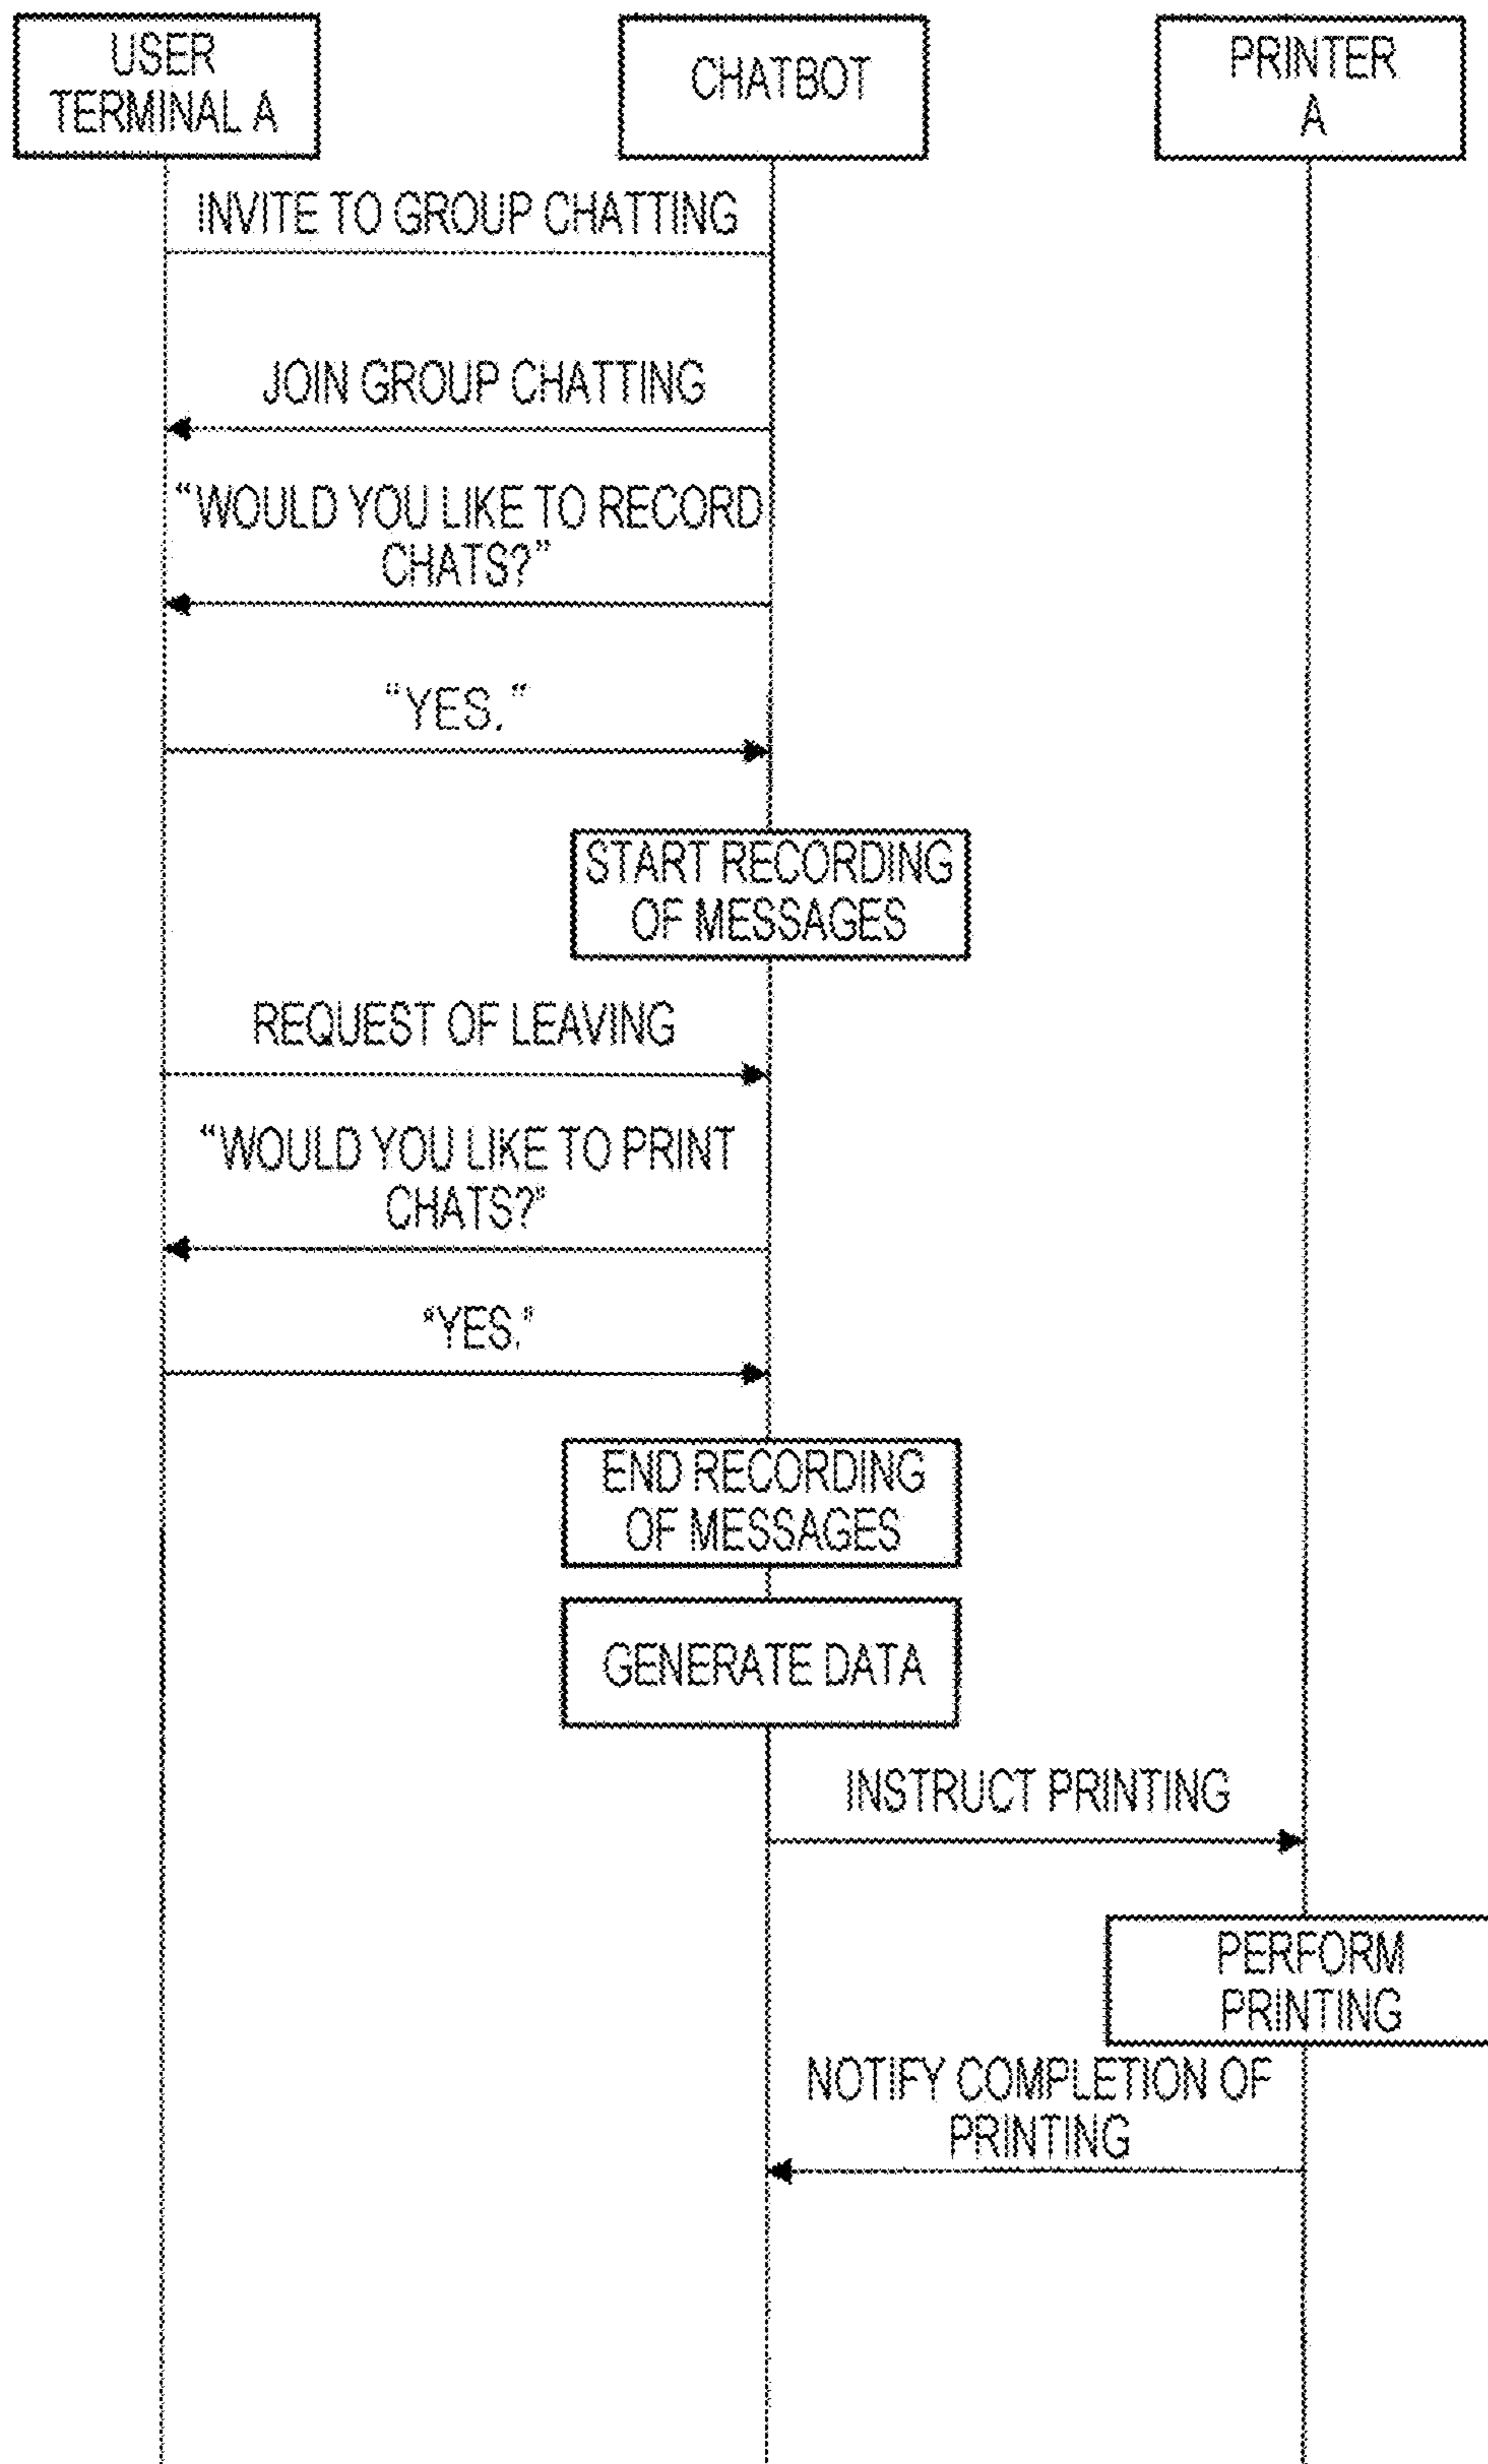 USER
TERMINAL A
CHATBOT
PRINTER
A
INVITE TO GROUP CHATTING
JOIN GROUP CHATTING
“WOULD YOU LIKE TO RECORD
CHATS?”
“YES.“
START RECORDING
OF MESSAGES
REQUEST OF LEAVING
“WOULD YOU LIKE TO PRINT
CHATS?”
“YES.”
END RECORDING
OF MESSAGES
GENERATE DATA
INSTRUCT PRINTING
PERFORM
PRINTING
NOTIFY COMPLETION OF
PRINTING